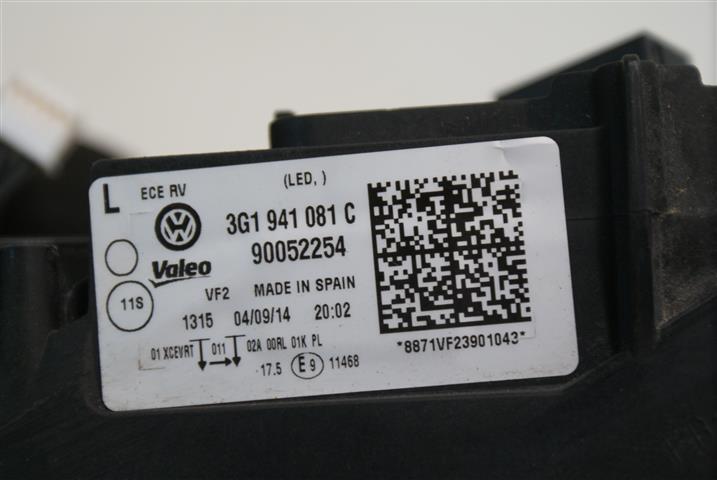 L ECE RV (LED, )
3G1 941 081 C
90052254
Valeo
11S
VF2 MADE IN SPAIN
1315 04/09/14 20:02
01 XCEVRT 011 02A 00RL 01K PL
17.5 E9 11468
*8871VF23901043*